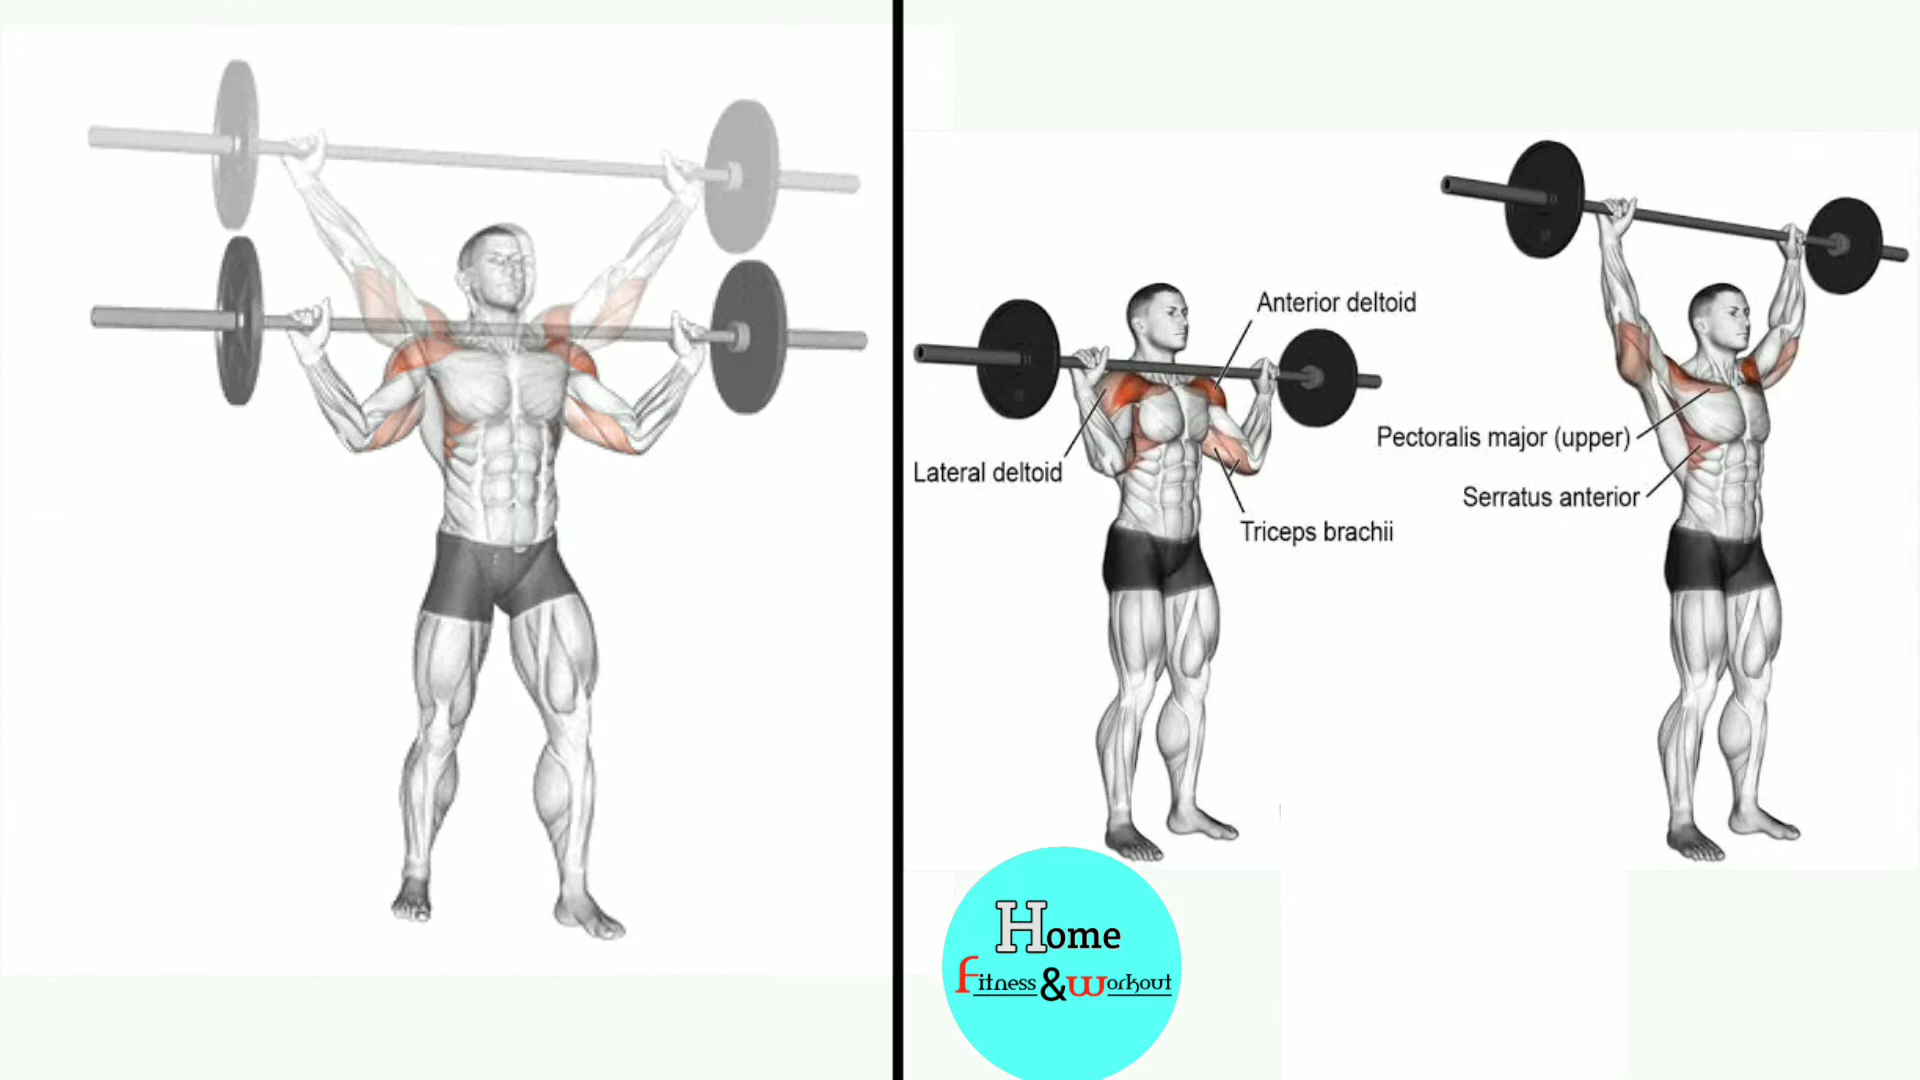 Anterior deltoid
Lateral deltoid
Triceps brachii
Pectoralis major (upper)
Serratus anterior
Home
Fitness&workout